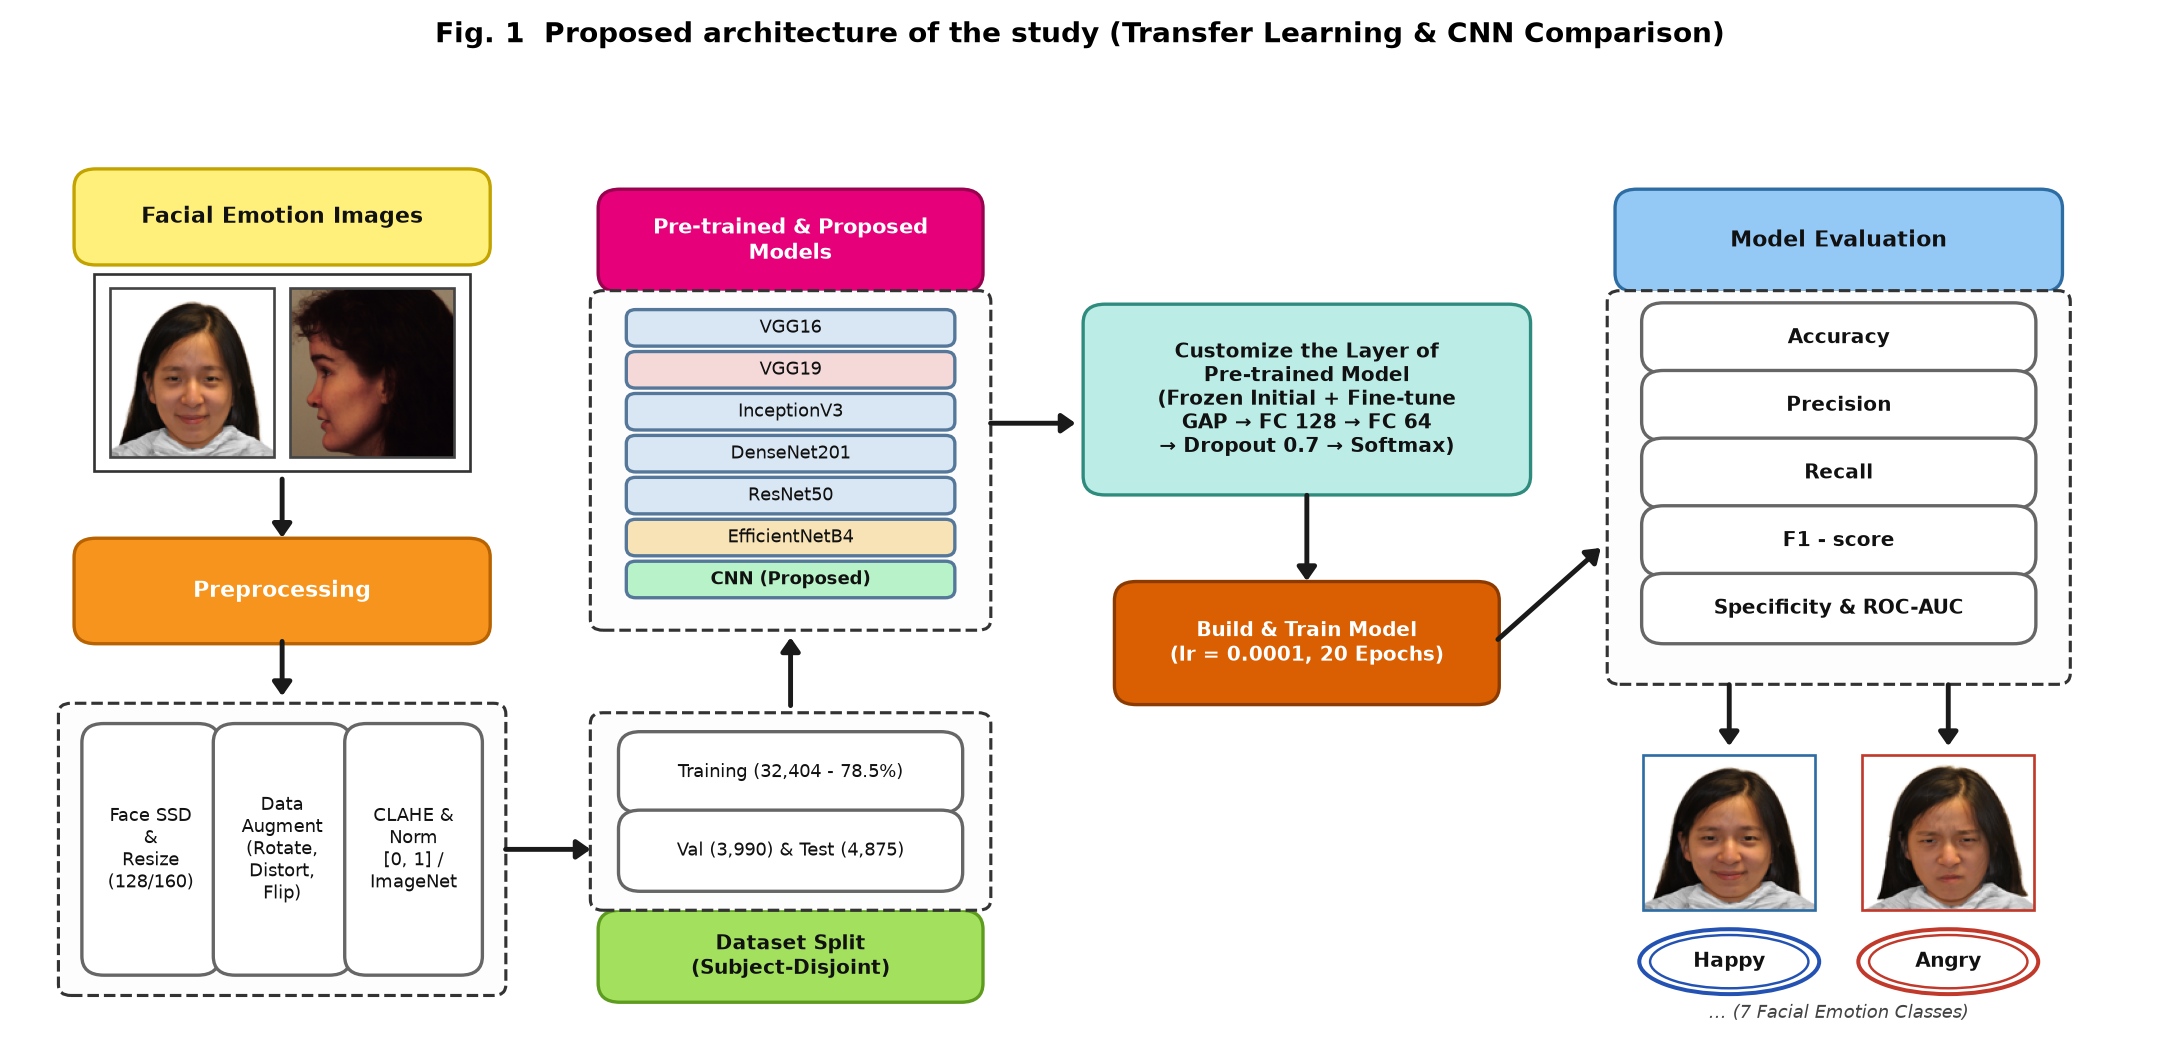 Fig. 1  Proposed architecture of the study (Transfer Learning & CNN Comparison)
Facial Emotion Images
Preprocessing
Face SSD
&
Resize
(128/160)
Data
Augment
(Rotate,
Distort,
Flip)
CLAHE &
Norm
[0, 1] /
ImageNet
Pre-trained & Proposed
Models
VGG16
VGG19
InceptionV3
DenseNet201
ResNet50
EfficientNetB4
CNN (Proposed)
Training (32,404 - 78.5%)
Val (3,990) & Test (4,875)
Dataset Split
(Subject-Disjoint)
Customize the Layer of
Pre-trained Model
(Frozen Initial + Fine-tune
GAP → FC 128 → FC 64
→ Dropout 0.7 → Softmax)
Build & Train Model
(lr = 0.0001, 20 Epochs)
Model Evaluation
Accuracy
Precision
Recall
F1 - score
Specificity & ROC-AUC
Happy
Angry
... (7 Facial Emotion Classes)